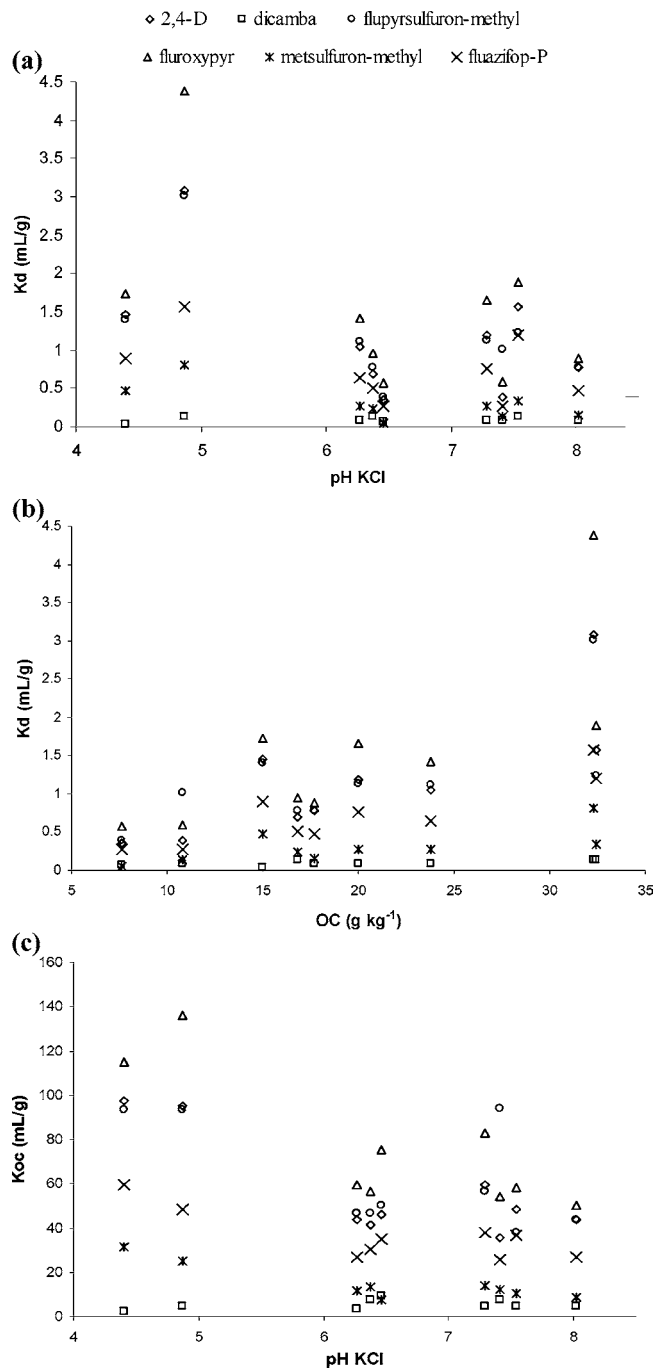 2,4-D dicamba flupyrsulfuron-methyl
fluroxypyr metsulfuron-methyl fluazifop-P
(a)
4.5
4
3.5
3
2.5
2
1.5
1
0.5
0
Kd (mL/g)
4 5 6 7 8
pH KCl
(b)
4.5
4
3.5
3
2.5
2
1.5
1
0.5
0
Kd (mL/g)
5 10 15 20 25 30 35
OC (g kg⁻¹)
(c)
160
140
120
100
80
60
40
20
0
Koc (mL/g)
4 5 6 7 8
pH KCl